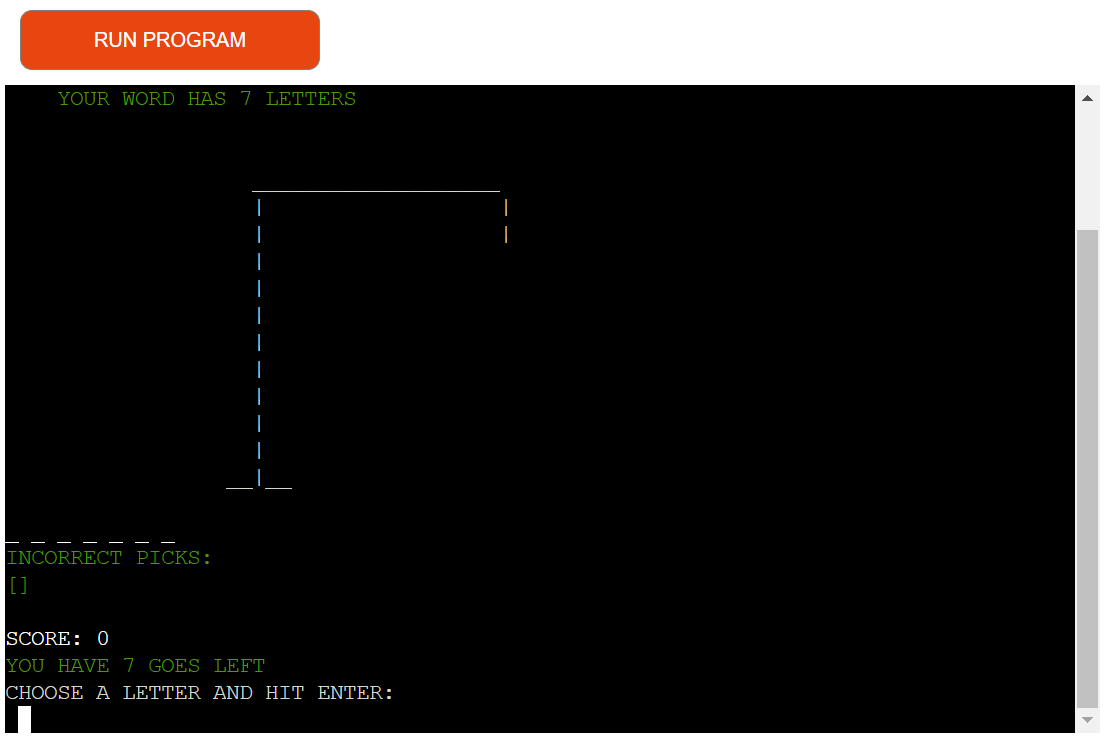 RUN PROGRAM
YOUR WORD HAS 7 LETTERS
_ _ _ _ _ _ _
INCORRECT PICKS:
[]
SCORE: 0
YOU HAVE 7 GOES LEFT
CHOOSE A LETTER AND HIT ENTER: